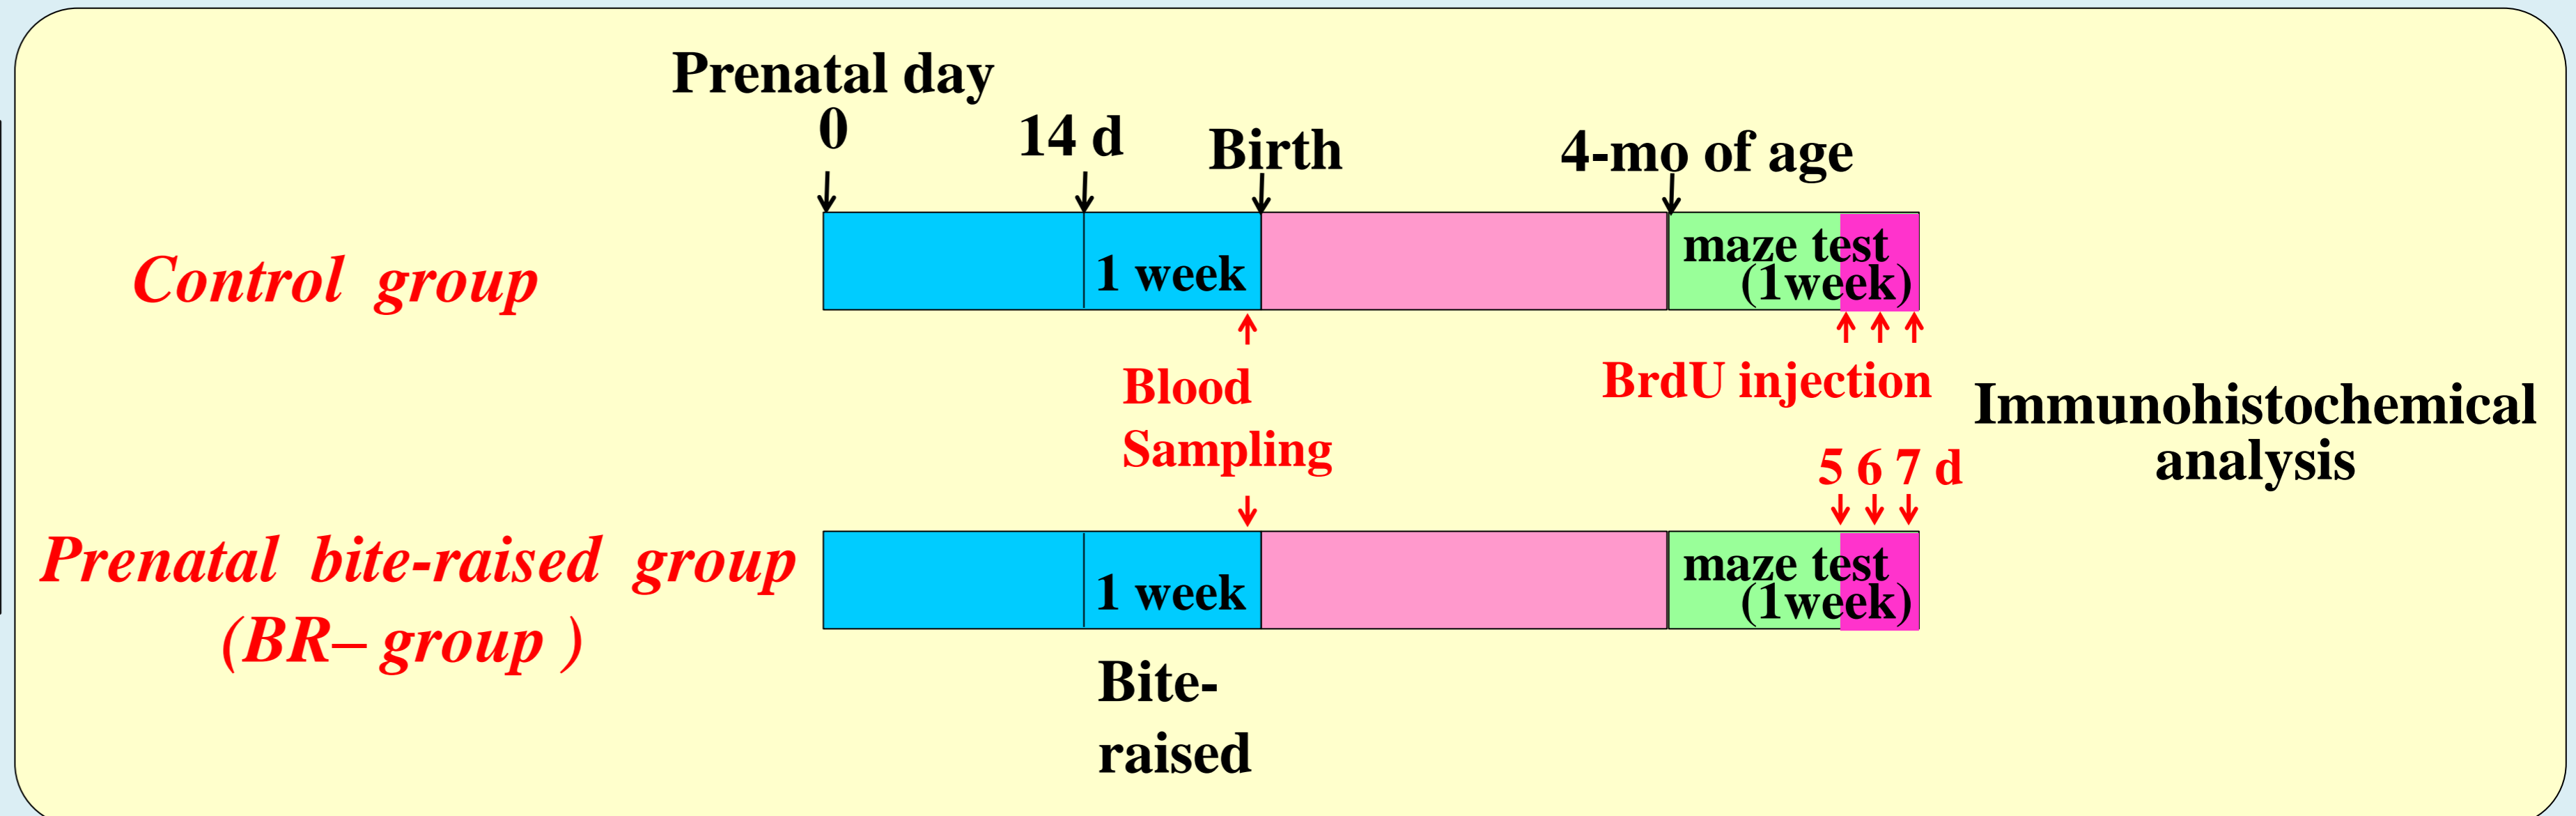 Prenatal day
0
14 d
Birth
4-mo of age
Control group
1 week
maze test
(1week)
Blood
Sampling
BrdU injection
5 6 7 d
Immunohistochemical
analysis
Prenatal bite-raised group
(BR– group )
1 week
maze test
(1week)
Bite-
raised